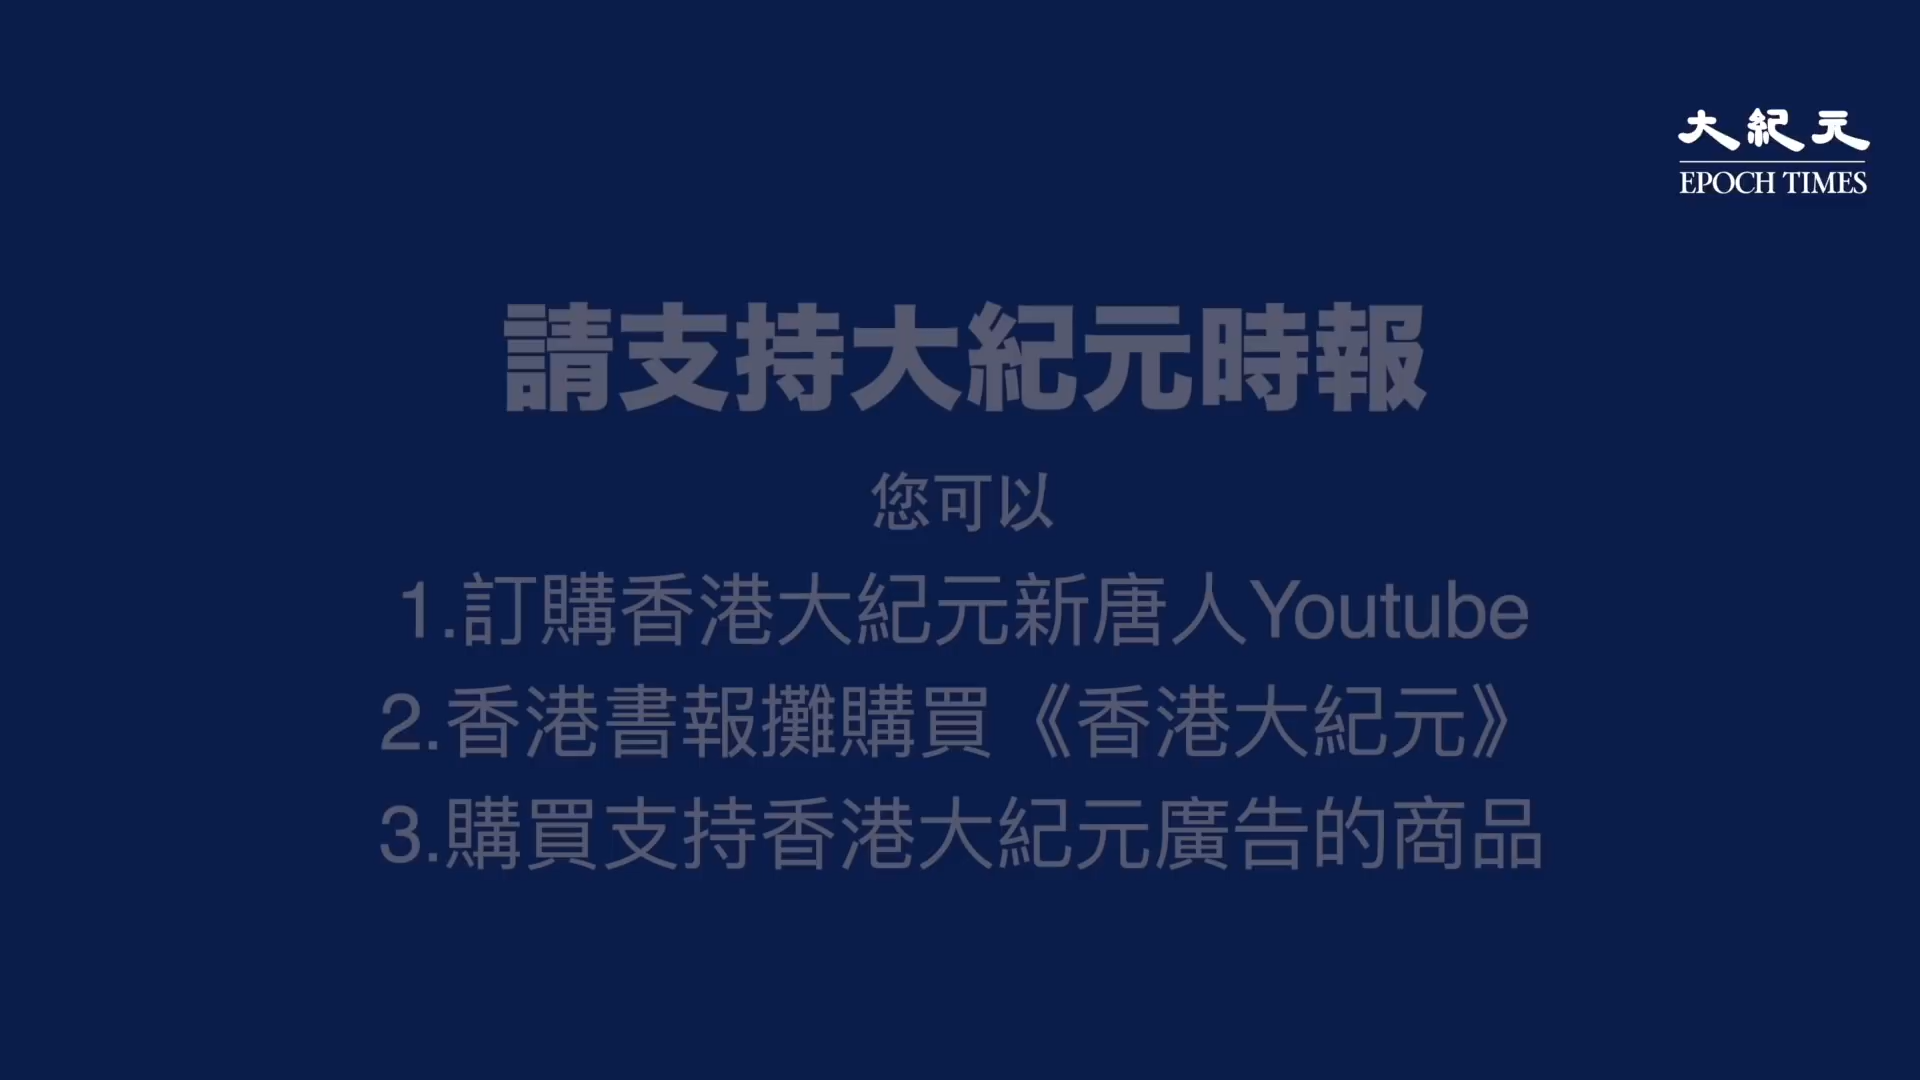 大紀元
EPOCH TIMES
請支持大紀元時報
您可以
1.訂購香港大紀元新唐人Youtube
2.香港書報攤購買《香港大紀元》
3.購買支持香港大紀元廣告的商品